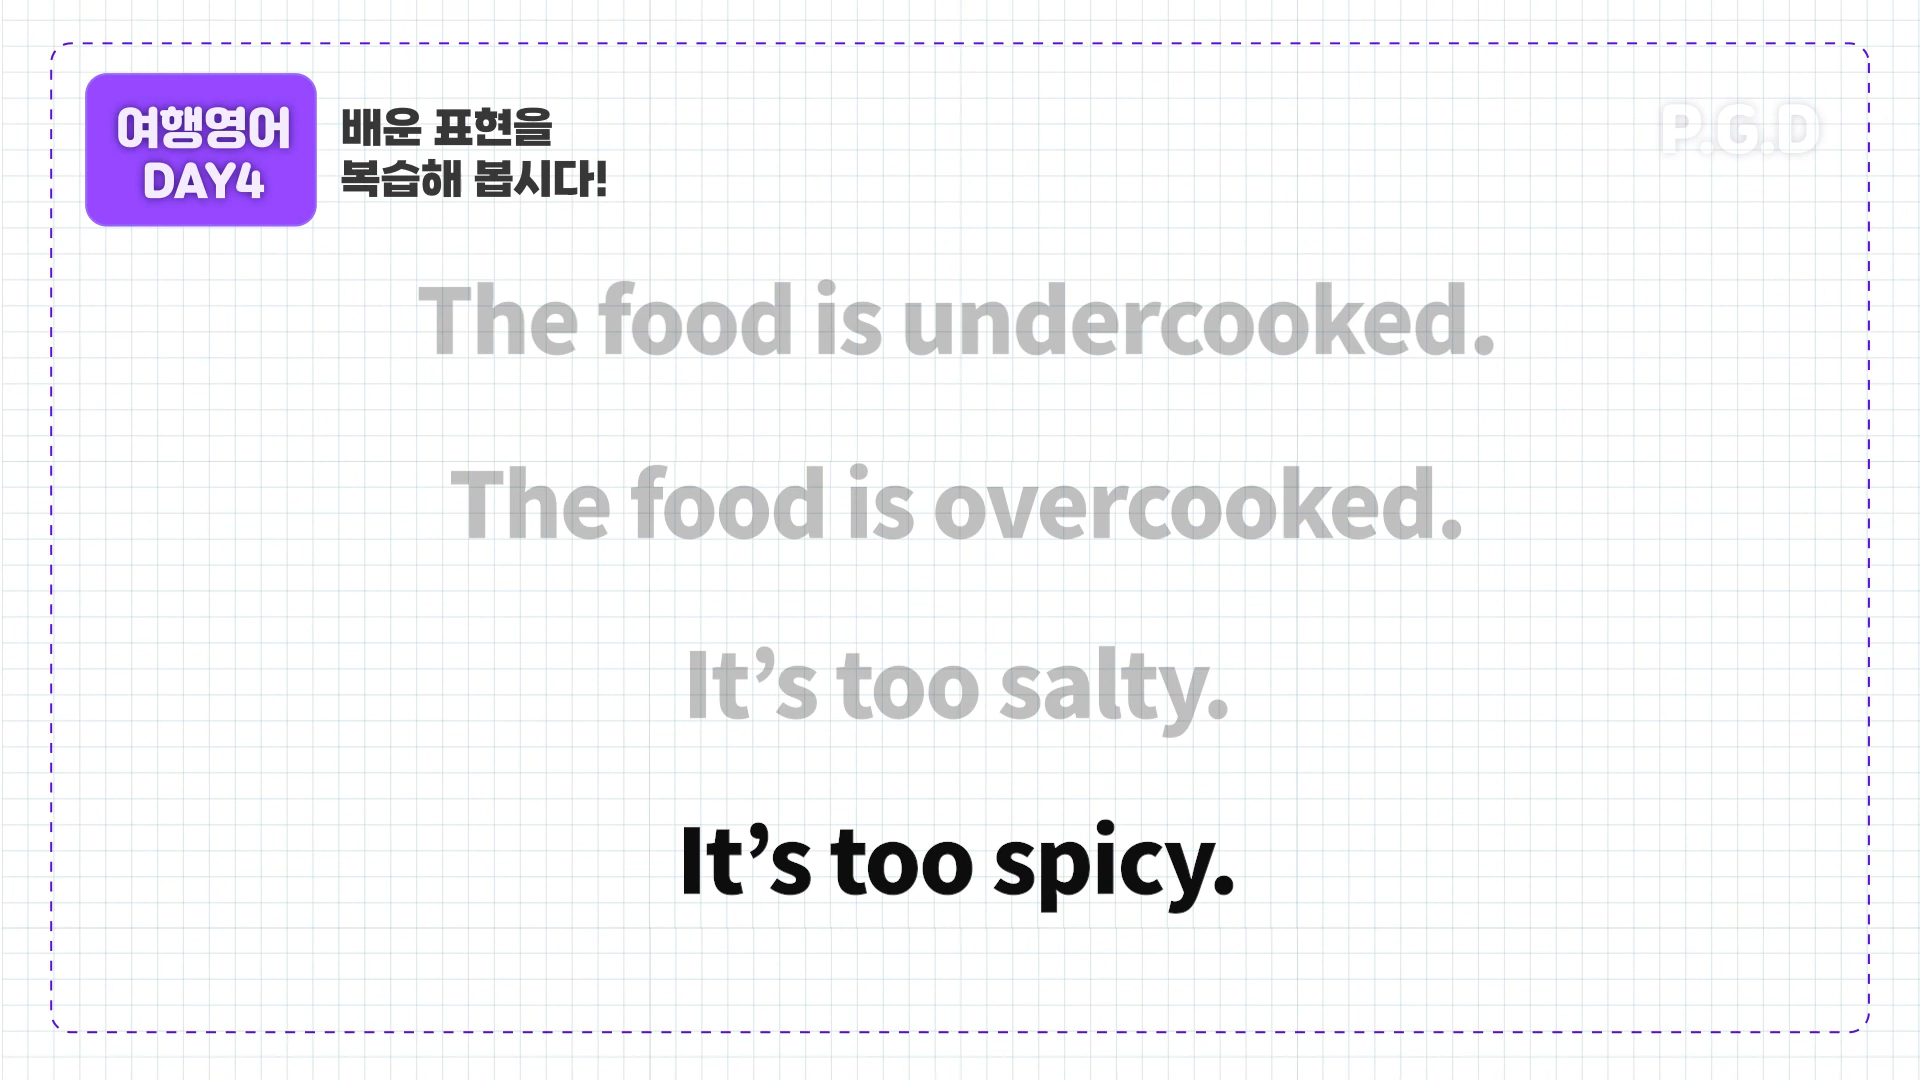 여행영어
DAY4
배운 표현을
복습해 봅시다!
P.G.D
The food is undercooked.
The food is overcooked.
It’s too salty.
It’s too spicy.